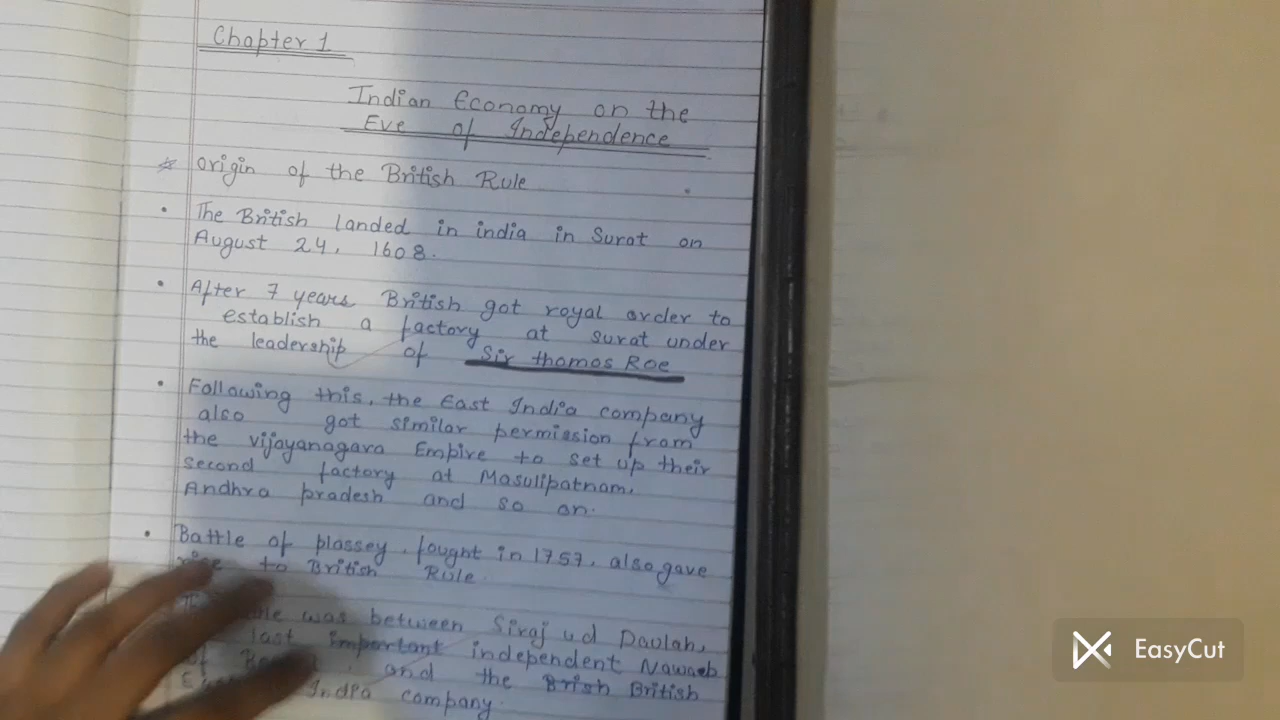 Chapter 1
Indian Economy on the
Eve of Independence
* Origin of the British Rule
• The British landed in india in Surat on
August 24, 1608.
• After 7 years British got royal order to
establish a factory at surat under
the leadership of Sir thomas Roe
• Following this, the East India company
also got similar permission from
the vijayanagara Empire to set up their
second factory at Masulipatnam,
Andhra pradesh and so on.
• Battle of plassey, fought in 1757, also gave
rise to British Rule.
was between Siraj ud Daulah,
last important independent Nawaab
of and the Brish British
India company.
EasyCut